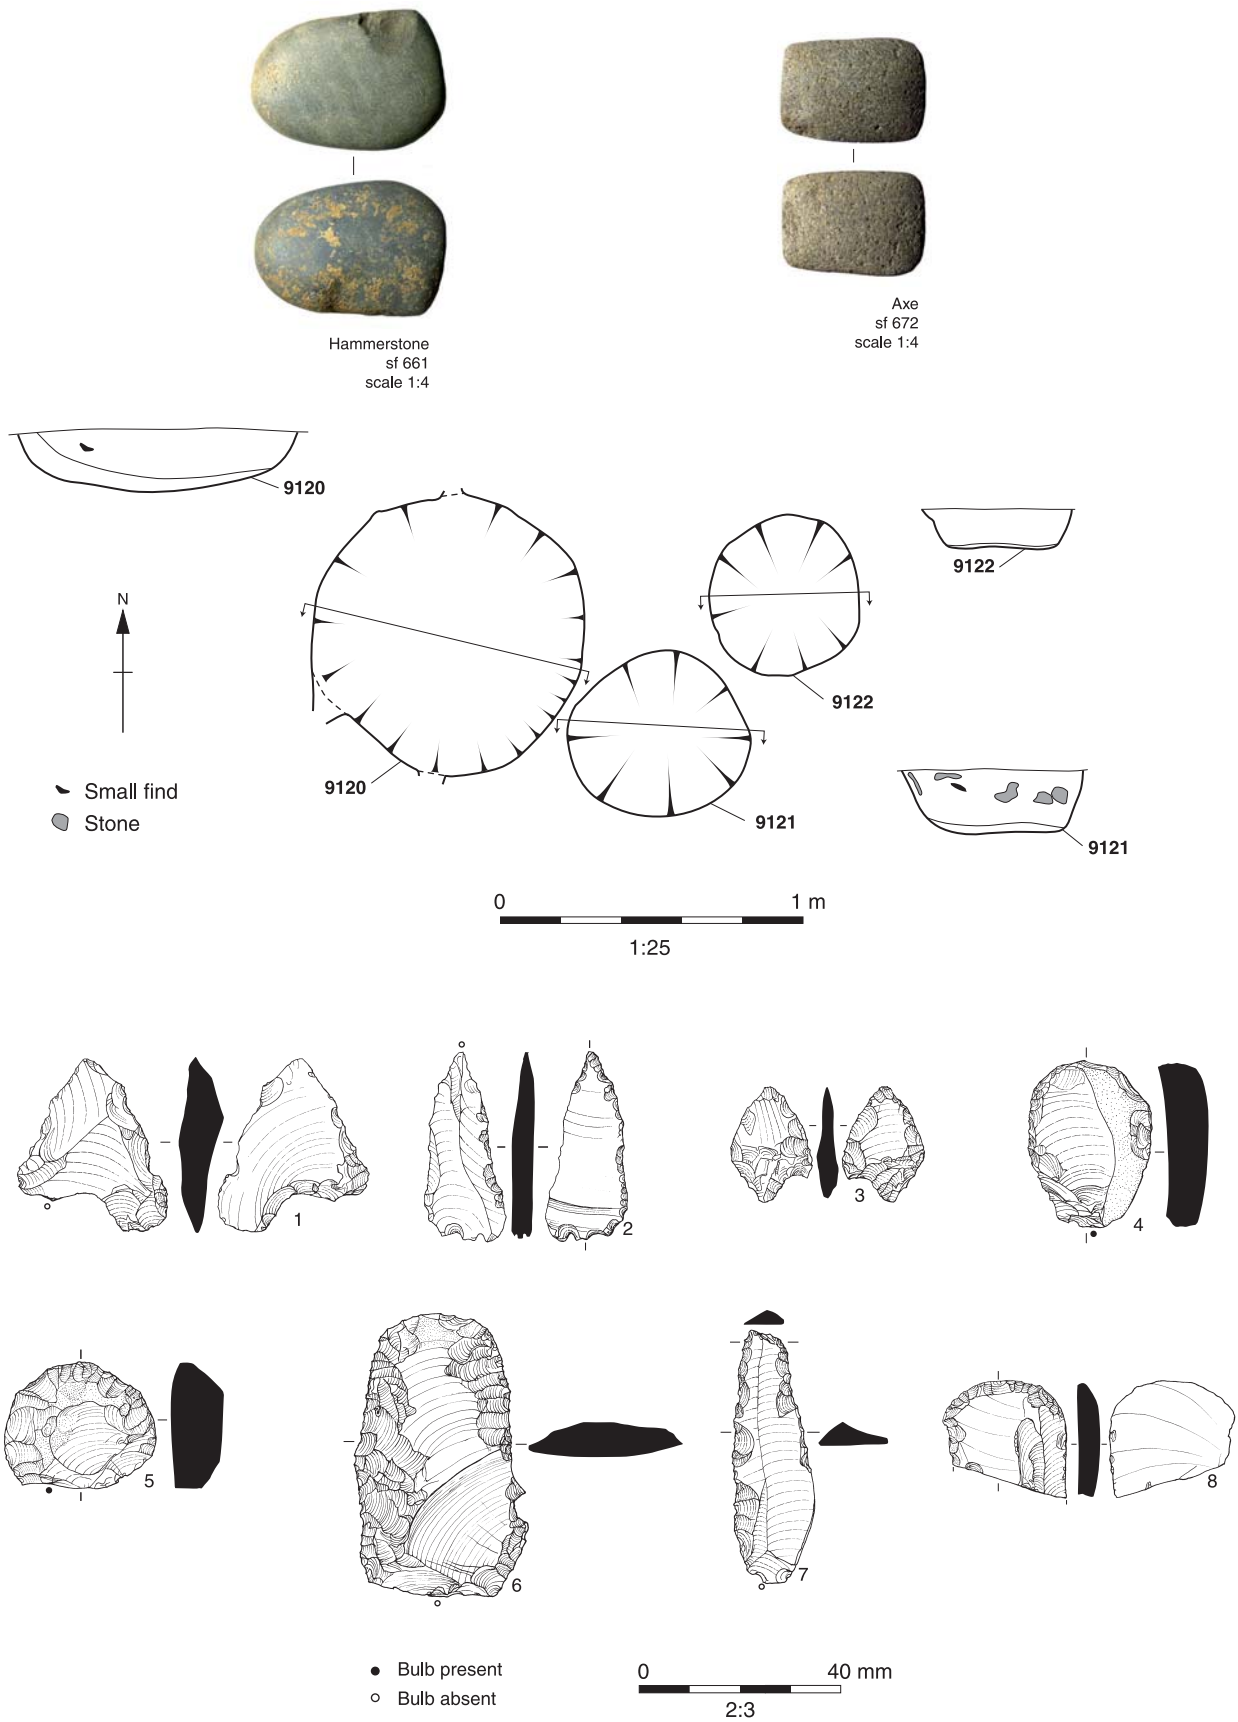 Hammerstone
sf 661
scale 1:4
Axe
sf 672
scale 1:4
9120
9122
N
9122
9120
9121
9121
Small find
Stone
0 1 m
1:25
1
2
3
4
5
6
7
8
Bulb present
Bulb absent
0 40 mm
2:3